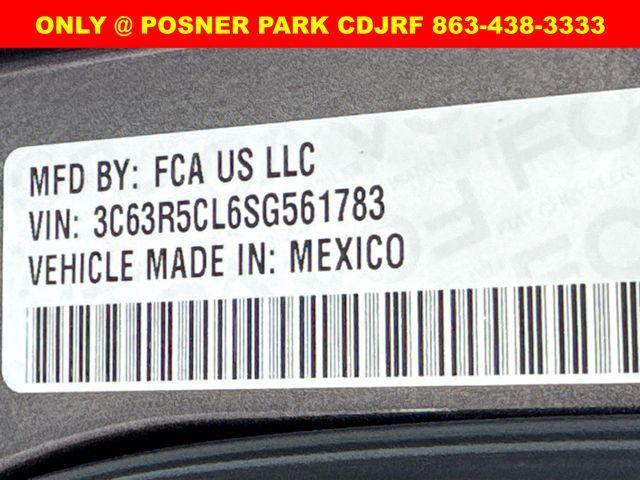 ONLY @ POSNER PARK CDJRF 863-438-3333
MFD BY: FCA US LLC
VIN: 3C63R5CL6SG561783
VEHICLE MADE IN: MEXICO